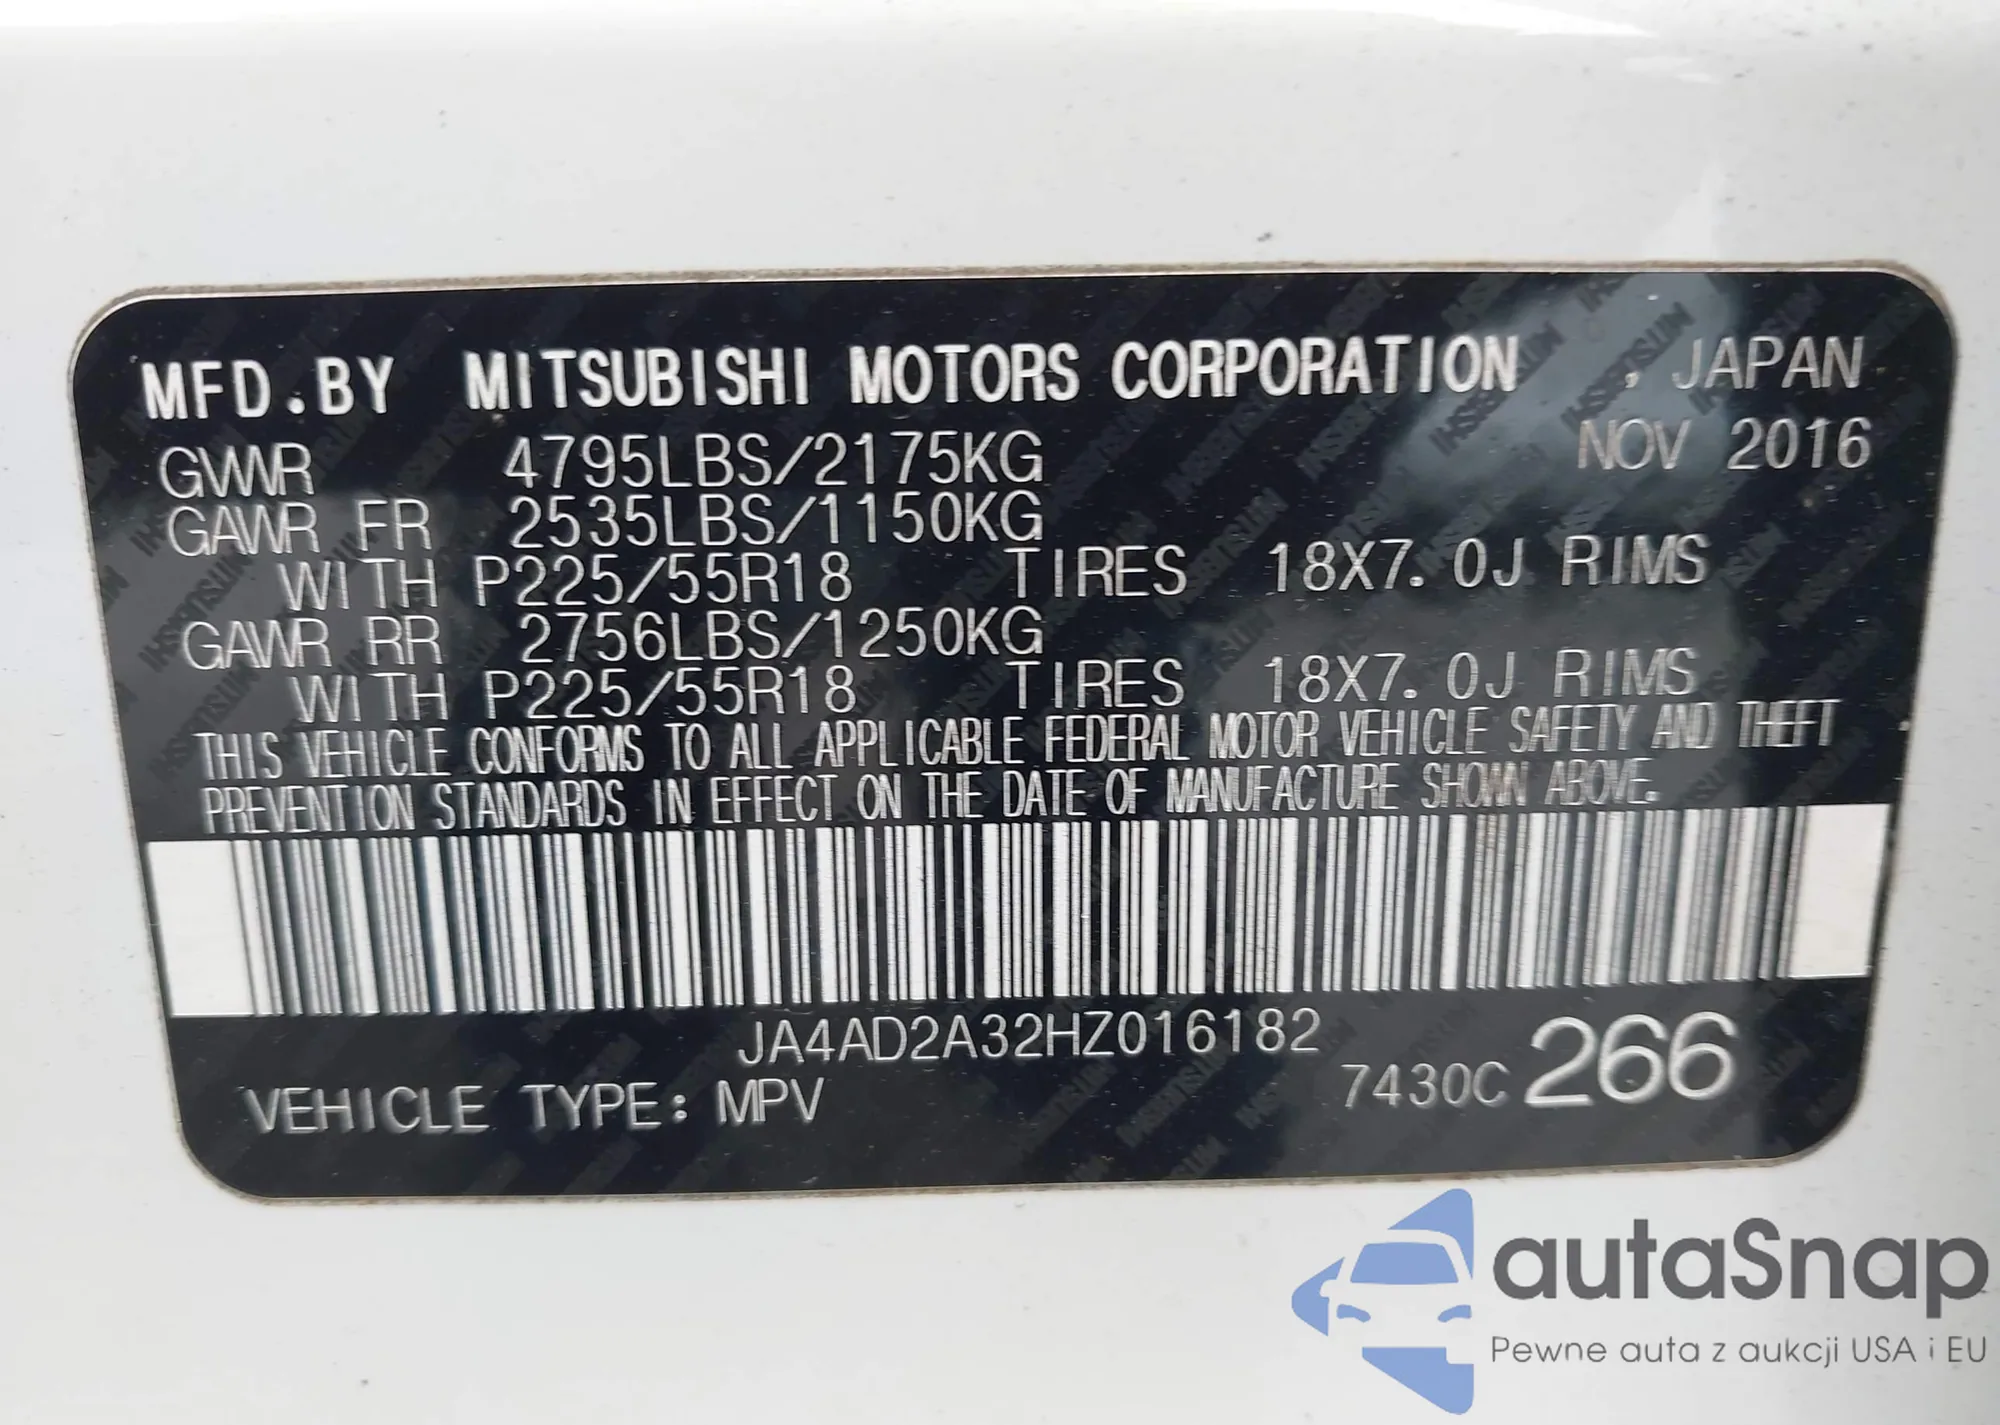 MFD.BY MITSUBISHI MOTORS CORPORATION , JAPAN
GVWR 4795LBS/2175KG NOV 2016
GAWR FR 2535LBS/1150KG
WITH P225/55R18 TIRES 18X7.0J RIMS
GAWR RR 2756LBS/1250KG
WITH P225/55R18 TIRES 18X7.0J RIMS
THIS VEHICLE CONFORMS TO ALL APPLICABLE FEDERAL MOTOR VEHICLE SAFETY AND THEFT
PREVENTION STANDARDS IN EFFECT ON THE DATE OF MANUFACTURE SHOWN ABOVE.
JA4AD2A32HZ016182
VEHICLE TYPE: MPV 7430C 266
autaSnap
Pewne auta z aukcji USA i EU